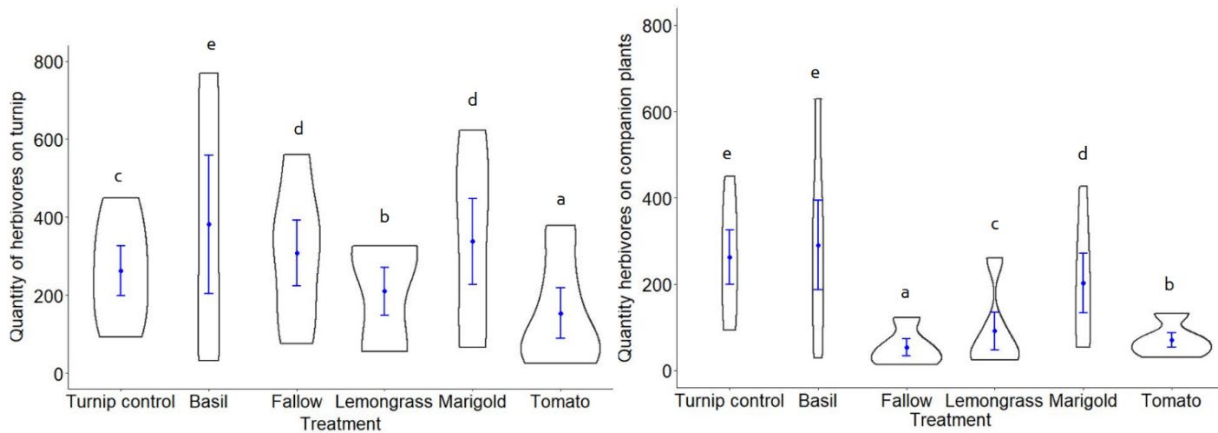 Quantity of herbivores on turnip
800
600
400
200
0
c
e
d
b
d
a
Turnip control Basil Fallow Lemongrass Marigold Tomato
Treatment
Quantity herbivores on companion plants
800
600
400
200
0
e
e
a
c
d
b
Turnip control Basil Fallow Lemongrass Marigold Tomato
Treatment